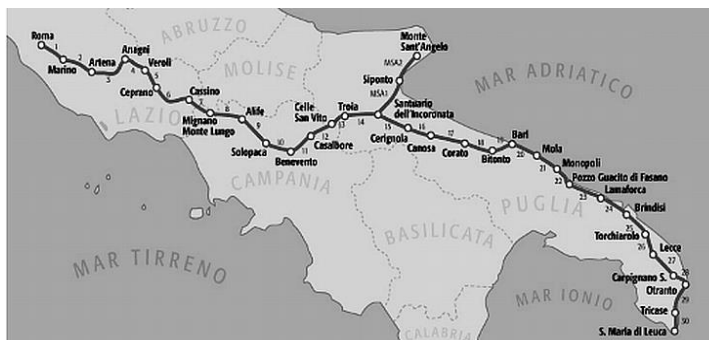 Roma
1
Marino
2
Artena
3
Anagni
4
Veroli
5
Ceprano
6
Cassino
7
Mignano
Monte Lungo
8
Alife
9
Solopaca
10
Benevento
11
Casalbore
12
Celle
San Vito
13
Troia
14
Santuario
dell'Incoronata
MSA1
Siponto
MSA2
Monte
Sant'Angelo
15
Cerignola
16
Canosa
17
Corato
18
Bitonto
19
Bari
20
Mola
21
Monopoli
22
Pozzo Guacito di Fasano
23
Lamaforca
24
Brindisi
25
Torchiarolo
26
Lecce
27
Carpignano S.
28
Otranto
29
Tricase
30
S. Maria di Leuca
ABRUZZO
MOLISE
LAZIO
CAMPANIA
PUGLIA
BASILICATA
CALABRIA
MAR ADRIATICO
MAR TIRRENO
MAR IONIO